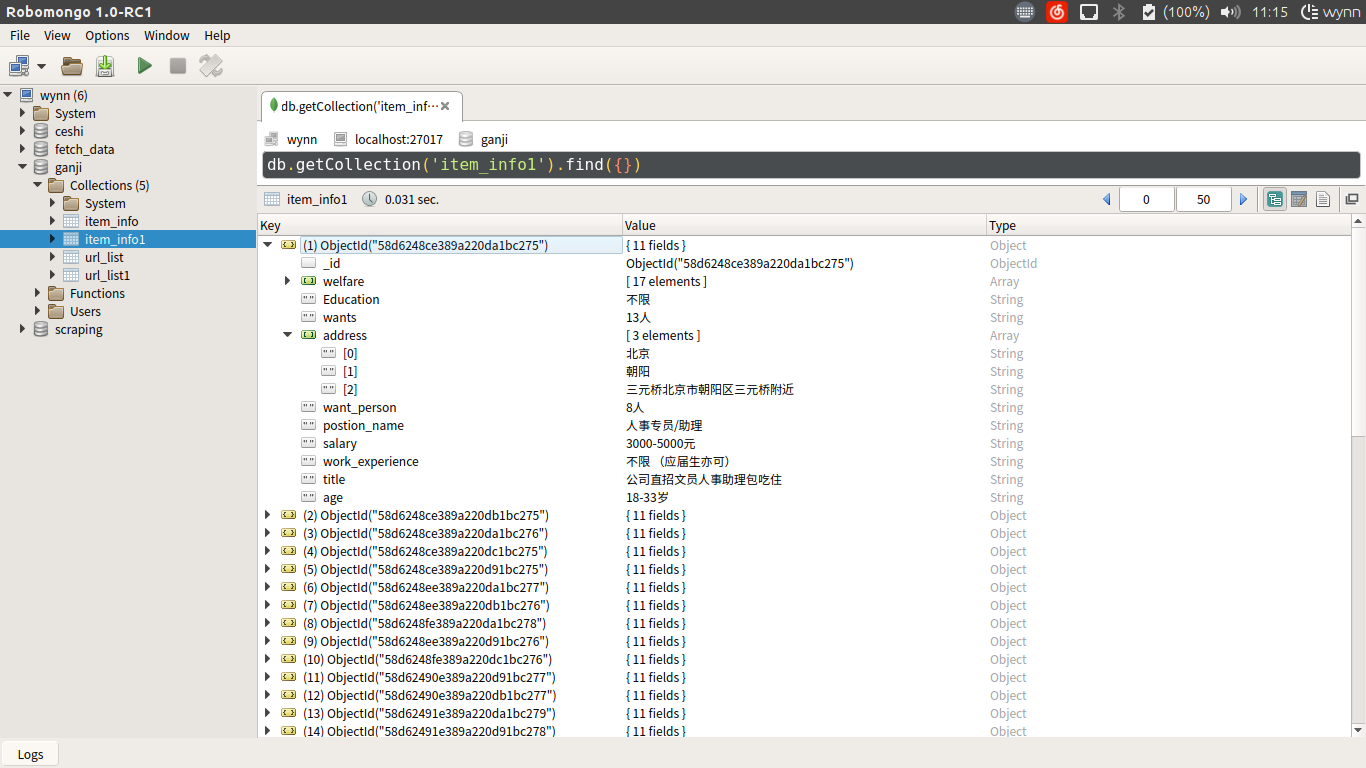 Robomongo 1.0-RC1
(100%) 11:15 wynn
File View Options Window Help
wynn (6)
System
ceshi
fetch_data
ganji
Collections (5)
System
item_info
item_info1
url_list
url_list1
Functions
Users
scraping
db.getCollection('item_inf···
wynn localhost:27017 ganji
db.getCollection('item_info1').find({})
item_info1 0.031 sec. 0 50
Key Value Type
(1) ObjectId("58d6248ce389a220da1bc275") { 11 fields } Object
_id ObjectId("58d6248ce389a220da1bc275") ObjectId
welfare [ 17 elements ] Array
Education 不限 String
wants 13人 String
address [ 3 elements ] Array
[0] 北京 String
[1] 朝阳 String
[2] 三元桥北京市朝阳区三元桥附近 String
want_person 8人 String
postion_name 人事专员/助理 String
salary 3000-5000元 String
work_experience 不限 （应届生亦可） String
title 公司直招文员人事助理包吃住 String
age 18-33岁 String
(2) ObjectId("58d6248ce389a220db1bc275") { 11 fields } Object
(3) ObjectId("58d6248ce389a220da1bc276") { 11 fields } Object
(4) ObjectId("58d6248ce389a220dc1bc275") { 11 fields } Object
(5) ObjectId("58d6248ce389a220d91bc275") { 11 fields } Object
(6) ObjectId("58d6248ee389a220da1bc277") { 11 fields } Object
(7) ObjectId("58d6248ee389a220db1bc276") { 11 fields } Object
(8) ObjectId("58d6248fe389a220da1bc278") { 11 fields } Object
(9) ObjectId("58d6248ee389a220d91bc276") { 11 fields } Object
(10) ObjectId("58d6248fe389a220dc1bc276") { 11 fields } Object
(11) ObjectId("58d62490e389a220d91bc277") { 11 fields } Object
(12) ObjectId("58d62490e389a220db1bc277") { 11 fields } Object
(13) ObjectId("58d62491e389a220da1bc279") { 11 fields } Object
(14) ObjectId("58d62491e389a220d91bc278") { 11 fields } Object
Logs